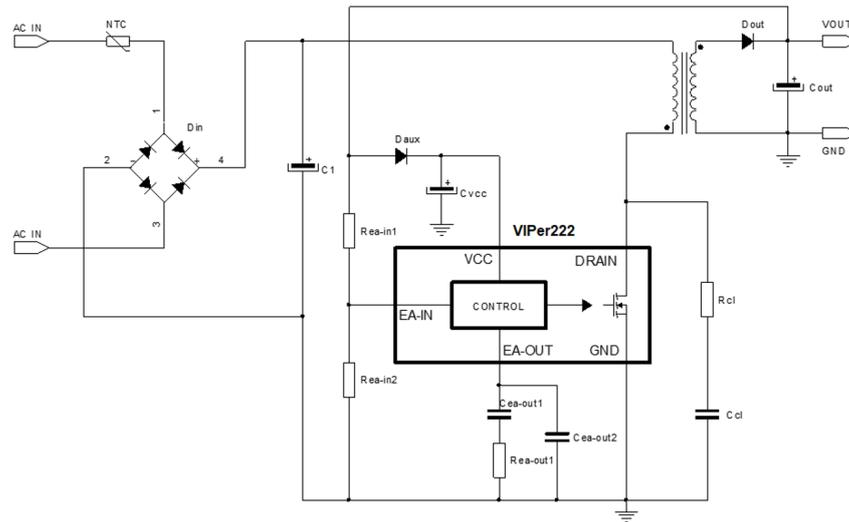 AC IN
NTC
Dout
VOUT
Cout
GND
1
Din
2
4
3
AC IN
C1
Daux
Cvcc
Rea-in1
VIPer222
VCC
DRAIN
CONTROL
EA-IN
EA-OUT
GND
Rcl
Rea-in2
Cea-out1
Cea-out2
Rea-out1
Ccl